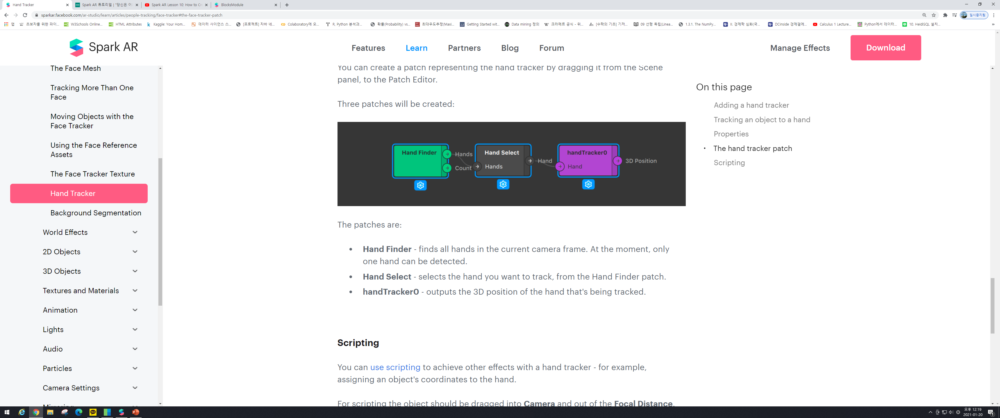 Hand Tracker
Spark AR 튜토리얼 | "당신은 어
Spark AR Lesson 10: How to Cr
BlocksModule
sparkar.facebook.com/ar-studio/learn/articles/people-tracking/face-tracker#the-face-tracker-patch
일시중지됨
앱
초보자를 위한 파이...
W3Schools Online...
HTML Attributes
Kaggle: Your Hom...
데이터 사이언스 스...
[프로젝트] 자바 네...
Colaboratory에 오...
R, Python 분석과...
확률(Probability) vs...
최대우도추정(Maxi...
Getting Started wit...
Data mining 정의
크라메르 공식 - 위...
[수학의 기초] 기저...
09 선형 독립(Linea...
1.3.1. The NumPy...
II. 경제학 심화(국...
DCinside 경제갤에...
Calculus 1 Lecture...
Python에서 데이터...
10. HeidiSQL 설치...
Spark AR
Features
Learn
Partners
Blog
Forum
Manage Effects
Download
The Face Mesh
Tracking More Than One
Face
Moving Objects with the
Face Tracker
Using the Face Reference
Assets
The Face Tracker Texture
Hand Tracker
Background Segmentation
World Effects
2D Objects
3D Objects
Textures and Materials
Animation
Lights
Audio
Particles
Camera Settings
Mirroring
You can create a patch representing the hand tracker by dragging it from the Scene
panel, to the Patch Editor.
Three patches will be created:
Hand Finder
Hands
Count
Hand Select
Hands
Hand
handTracker0
Hand
3D Position
The patches are:
• Hand Finder - finds all hands in the current camera frame. At the moment, only
one hand can be detected.
• Hand Select - selects the hand you want to track, from the Hand Finder patch.
• handTracker0 - outputs the 3D position of the hand that's being tracked.
Scripting
You can use scripting to achieve other effects with a hand tracker - for example,
assigning an object's coordinates to the hand.
For scripting the object should be dragged into Camera and out of the Focal Distance.
On this page
Adding a hand tracker
Tracking an object to a hand
Properties
• The hand tracker patch
Scripting
오후 12:19
2021-01-20